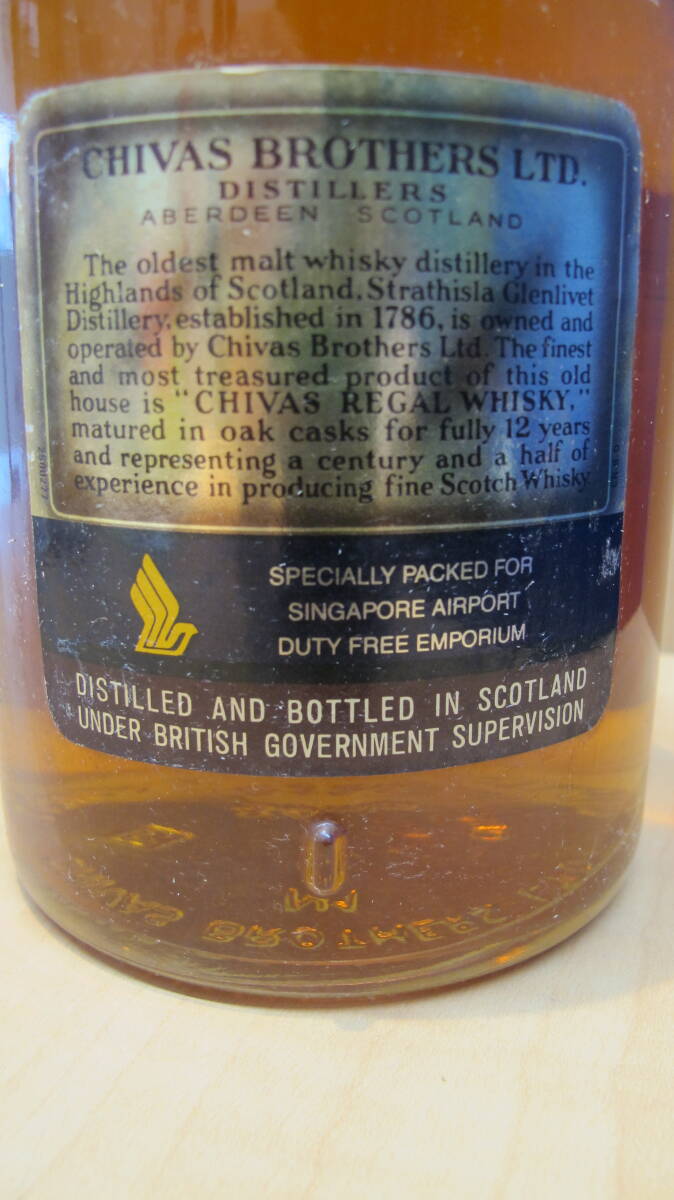 CHIVAS BROTHERS LTD.
DISTILLERS
ABERDEEN SCOTLAND
The oldest malt whisky distillery in the
Highlands of Scotland, Strathisla Glenlivet
Distillery, established in 1786, is owned and
operated by Chivas Brothers Ltd. The finest
and most treasured product of this old
house is "CHIVAS REGAL WHISKY,"
matured in oak casks for fully 12 years
and representing a century and a half of
experience in producing fine Scotch Whisky.
SPECIALLY PACKED FOR
SINGAPORE AIRPORT
DUTY FREE EMPORIUM
DISTILLED AND BOTTLED IN SCOTLAND
UNDER BRITISH GOVERNMENT SUPERVISION
BROTHERS